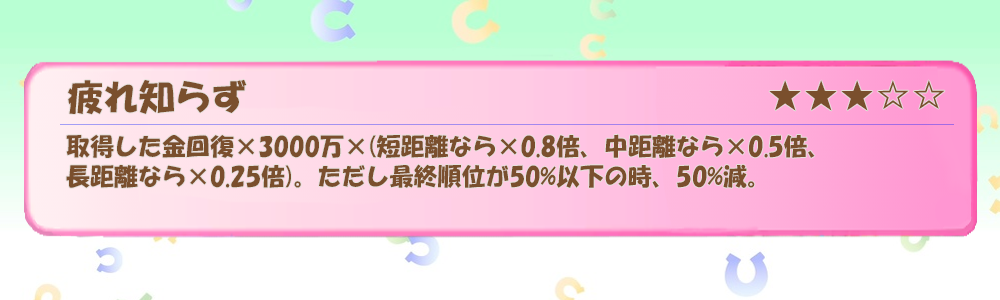 疲れ知らず ★★★☆☆
取得した金回復×3000万×(短距離なら×0.8倍、中距離なら×0.5倍、
長距離なら×0.25倍)。ただし最終順位が50%以下の時、50%減。